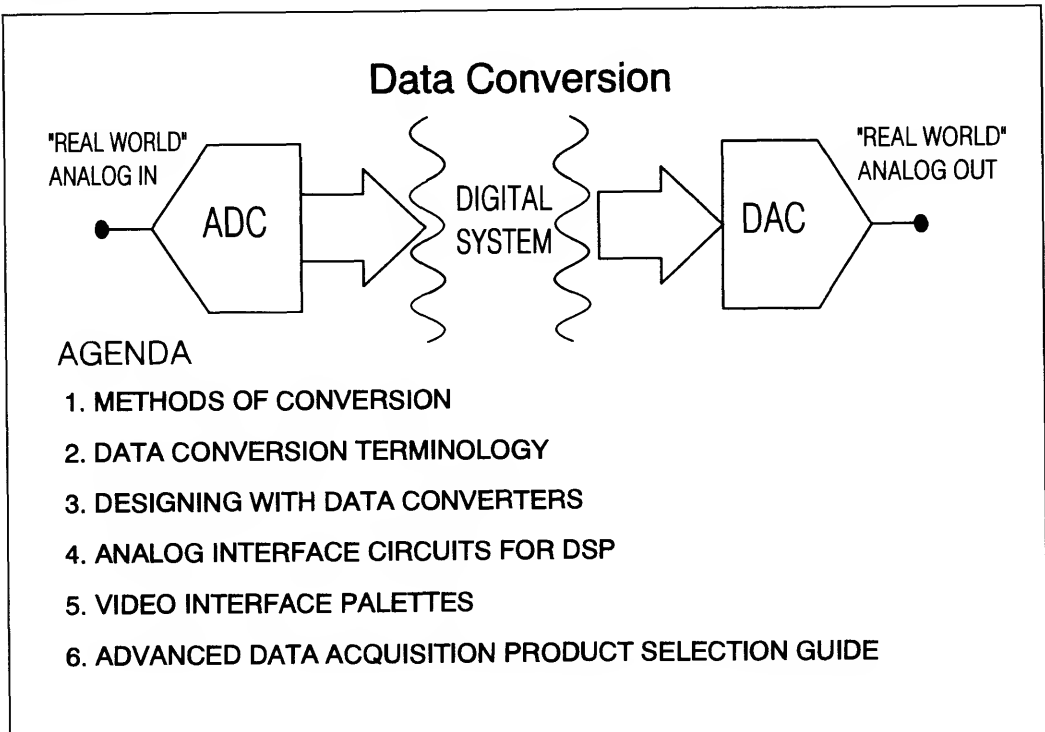 Data Conversion
"REAL WORLD"
ANALOG IN
ADC
DIGITAL
SYSTEM
DAC
"REAL WORLD"
ANALOG OUT
AGENDA
1. METHODS OF CONVERSION
2. DATA CONVERSION TERMINOLOGY
3. DESIGNING WITH DATA CONVERTERS
4. ANALOG INTERFACE CIRCUITS FOR DSP
5. VIDEO INTERFACE PALETTES
6. ADVANCED DATA ACQUISITION PRODUCT SELECTION GUIDE